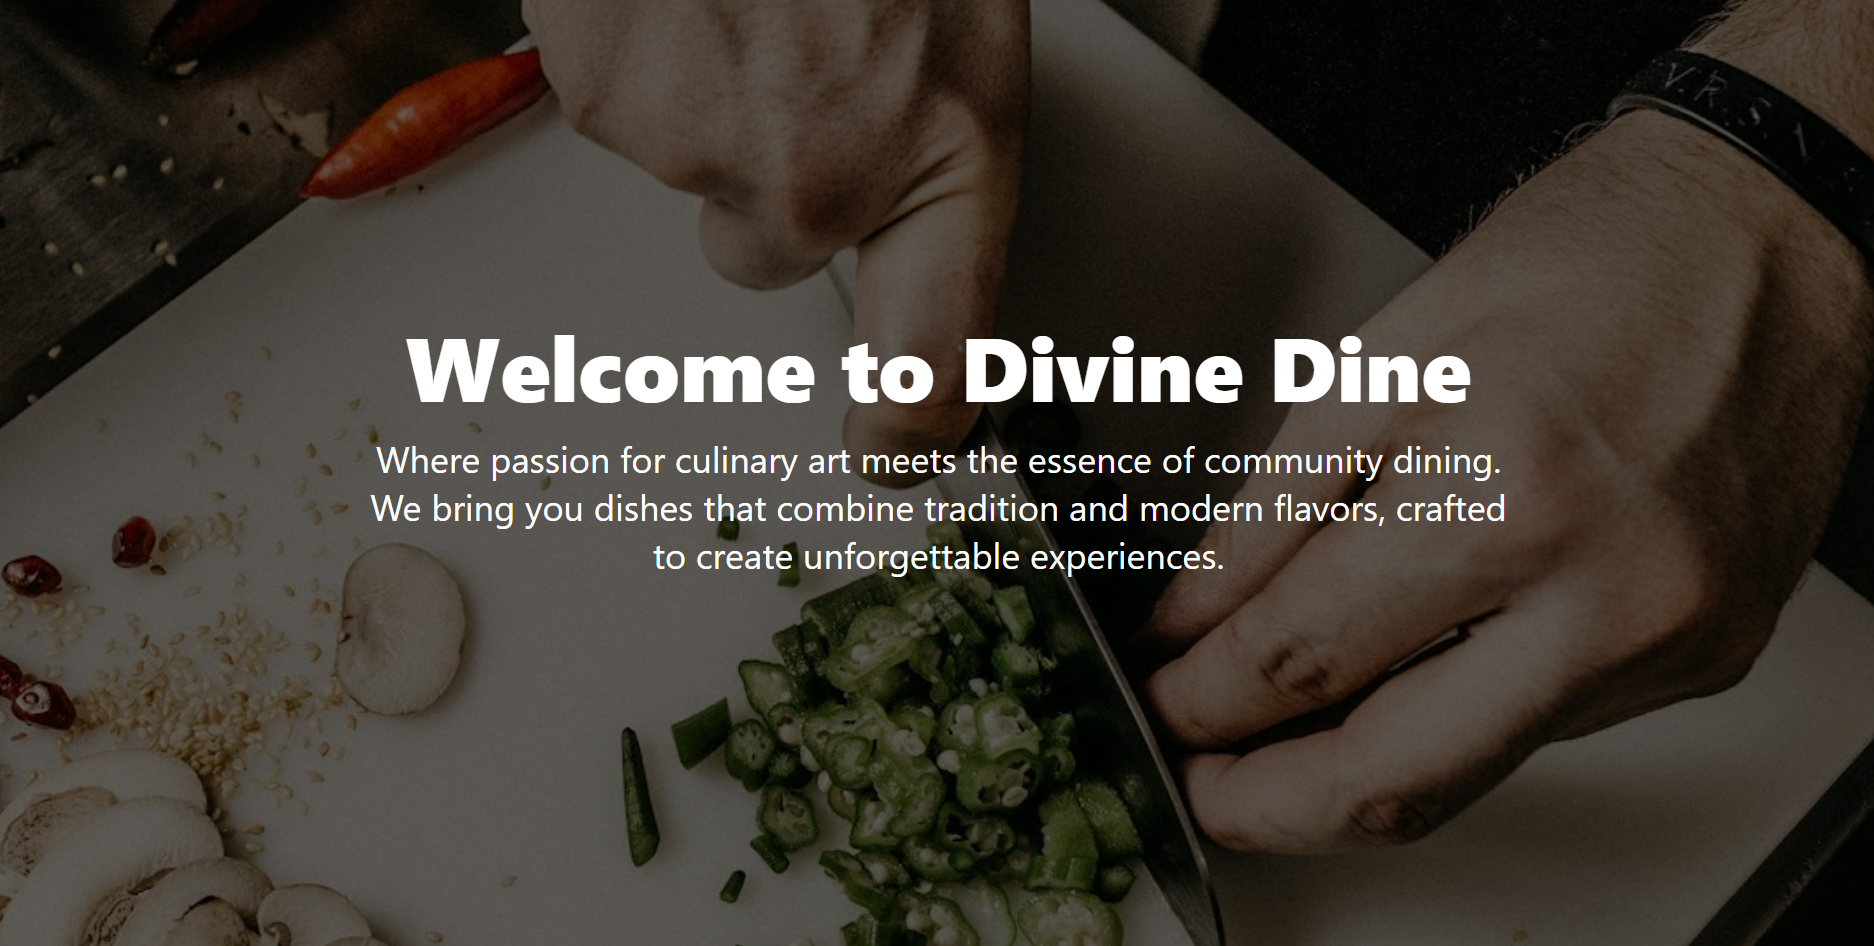 V.R.S.
Welcome to Divine Dine
Where passion for culinary art meets the essence of community dining.
We bring you dishes that combine tradition and modern flavors, crafted
to create unforgettable experiences.